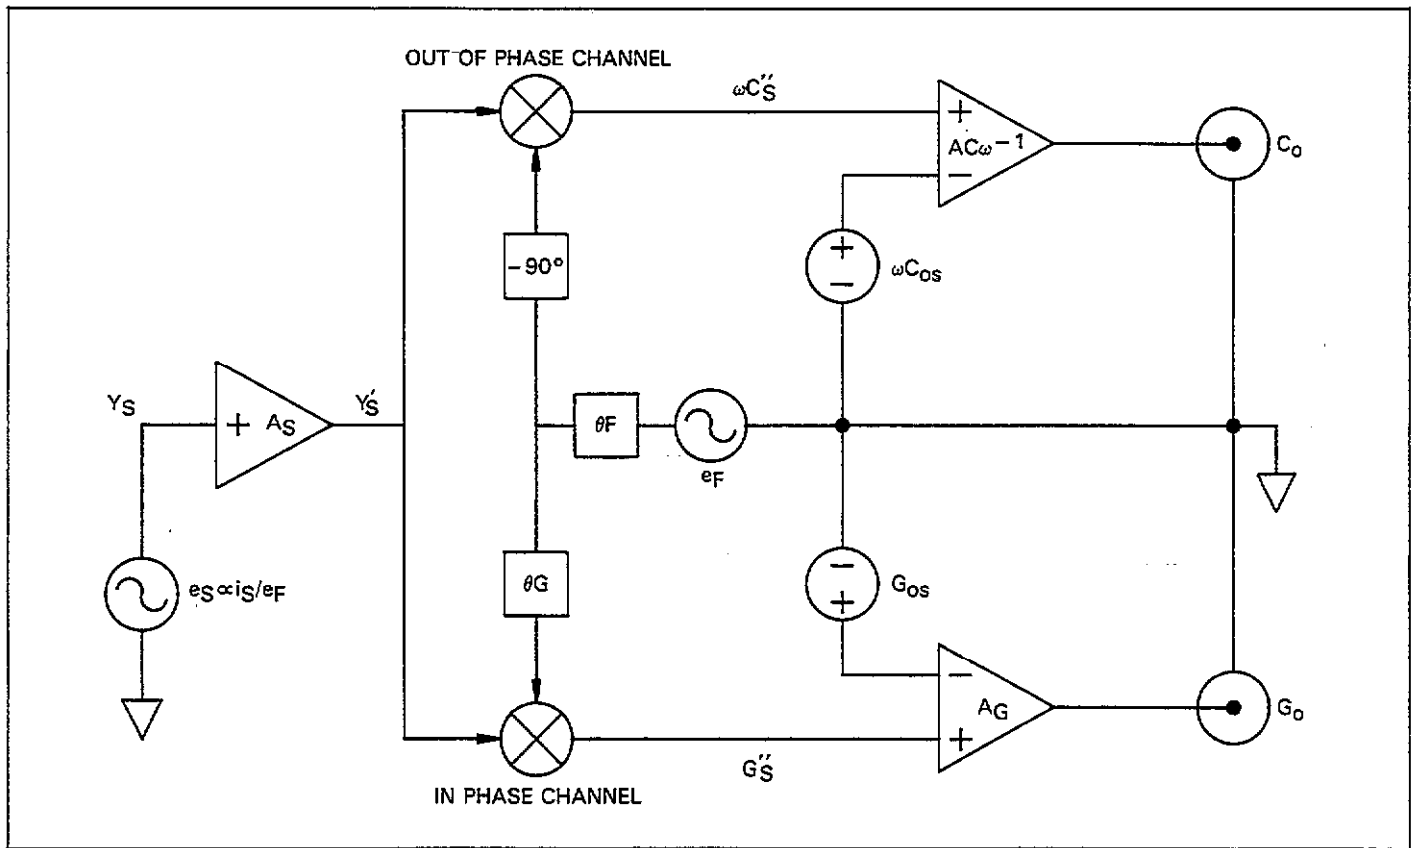 OUT OF PHASE CHANNEL
ωC″S
+
ACω−1
−
Co
−90°
+
−
ωCos
YS
+ AS
Y′S
θF
eF
eS∝iS/eF
θG
−
+
Gos
−
AG
+
Go
G″S
IN PHASE CHANNEL